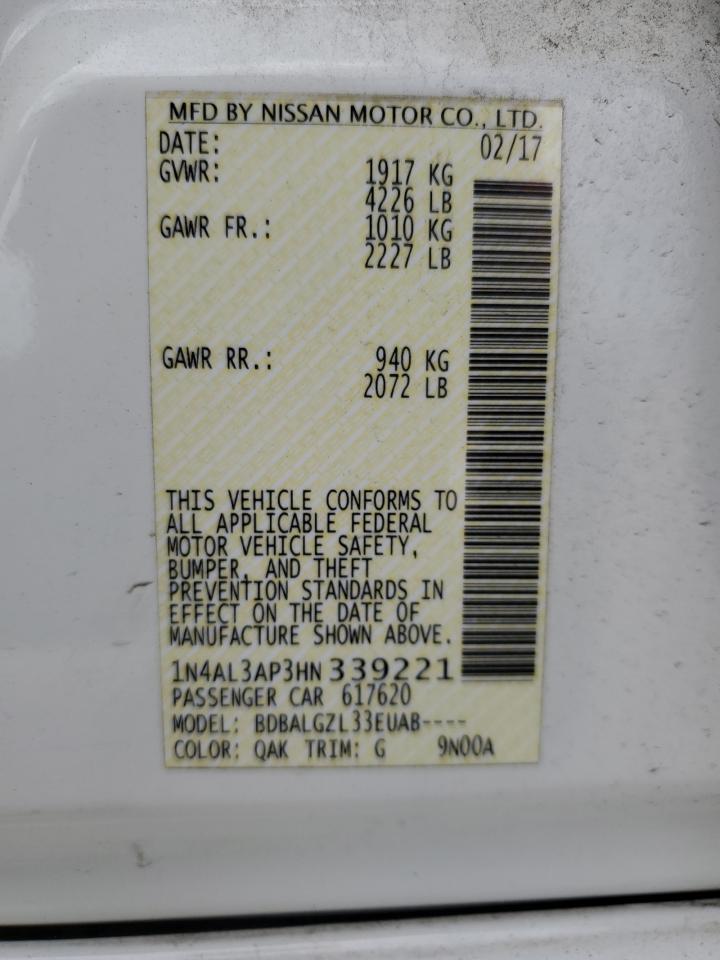 MFD BY NISSAN MOTOR CO., LTD.
DATE: 02/17
GVWR: 1917 KG
4226 LB
GAWR FR.: 1010 KG
2227 LB
GAWR RR.: 940 KG
2072 LB
THIS VEHICLE CONFORMS TO
ALL APPLICABLE FEDERAL
MOTOR VEHICLE SAFETY,
BUMPER, AND THEFT
PREVENTION STANDARDS IN
EFFECT ON THE DATE OF
MANUFACTURE SHOWN ABOVE.
1N4AL3AP3HN 339221
PASSENGER CAR 617620
MODEL: BDBALGZL33EUAB----
COLOR: QAK TRIM: G 9N00A